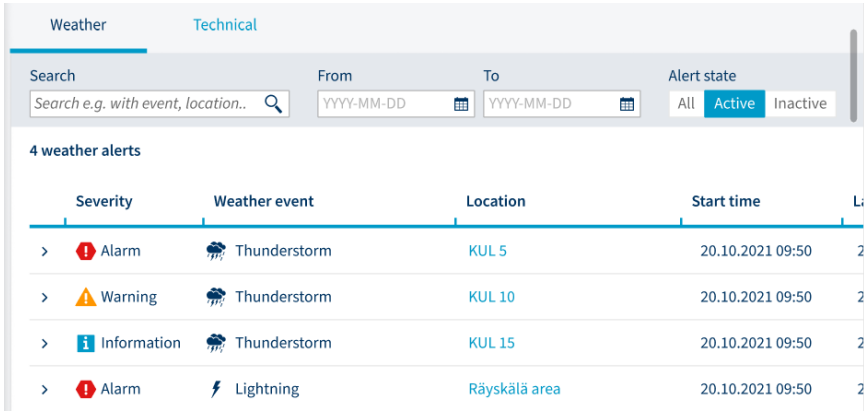 Weather Technical
Search From To Alert state
Search e.g. with event, location.. YYYY-MM-DD YYYY-MM-DD All Active Inactive
4 weather alerts
Severity Weather event Location Start time
Alarm Thunderstorm KUL 5 20.10.2021 09:50
Warning Thunderstorm KUL 10 20.10.2021 09:50
Information Thunderstorm KUL 15 20.10.2021 09:50
Alarm Lightning Räyskälä area 20.10.2021 09:50